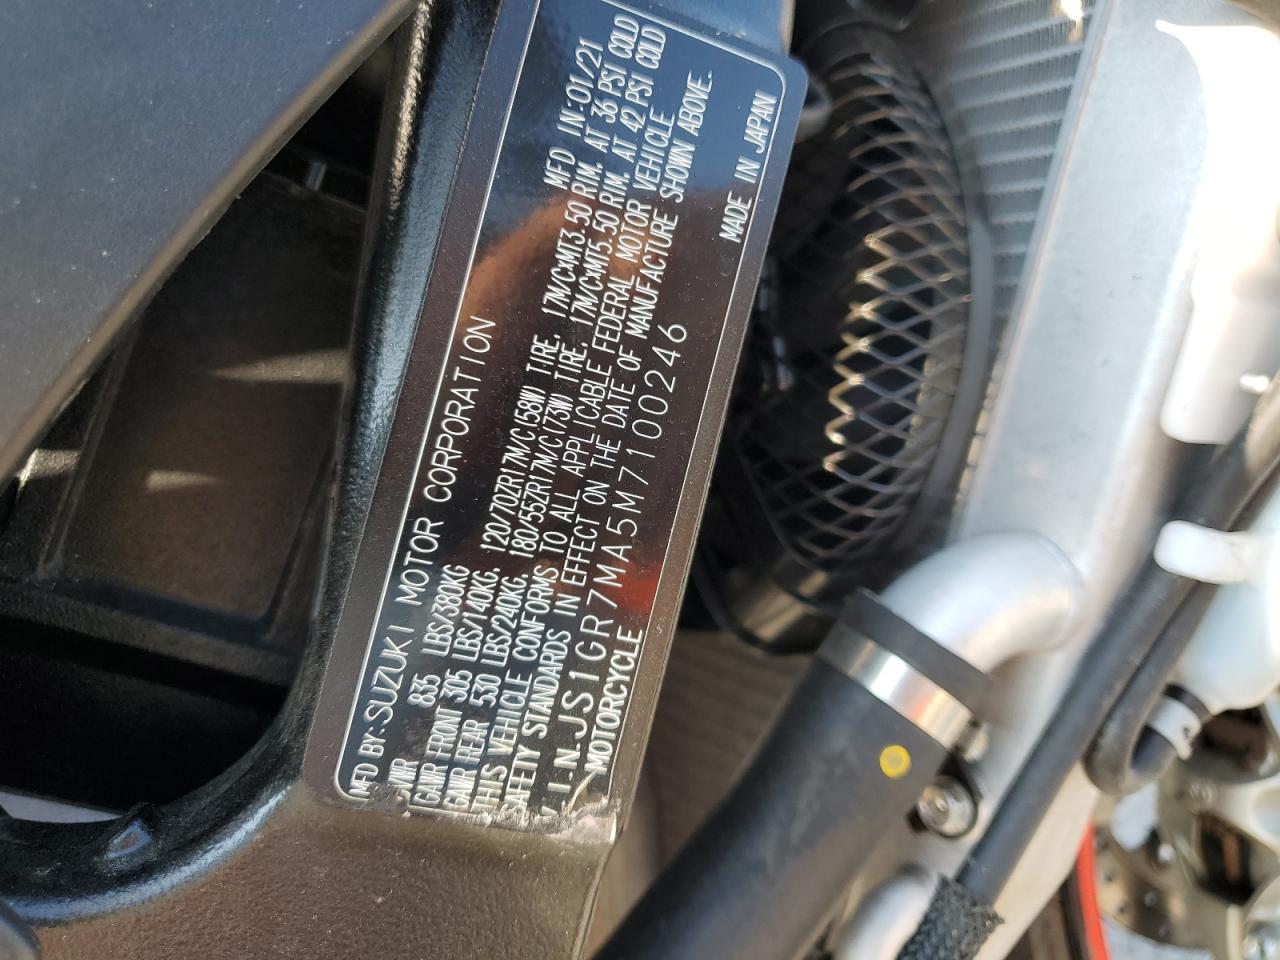 MFD BY:SUZUKI MOTOR CORPORATION MFD IN:01/21
GVWR 835 LBS/380KG
GAWR FRONT 305 LBS/140KG. 120/70ZR17M/C(58W) TIRE, 17M/CXMT3.50 RIM, AT 36 PSI COLD
GAWR REAR 530 LBS/240KG. 180/55ZR17M/C(73W) TIRE, 17M/CXMT5.50 RIM, AT 42 PSI COLD
THIS VEHICLE CONFORMS TO ALL APPLICABLE FEDERAL MOTOR VEHICLE
SAFETY STANDARDS IN EFFECT ON THE DATE OF MANUFACTURE SHOWN ABOVE.
V.I.N.JS1GR7MA5M7100246
MOTORCYCLE MADE IN JAPAN